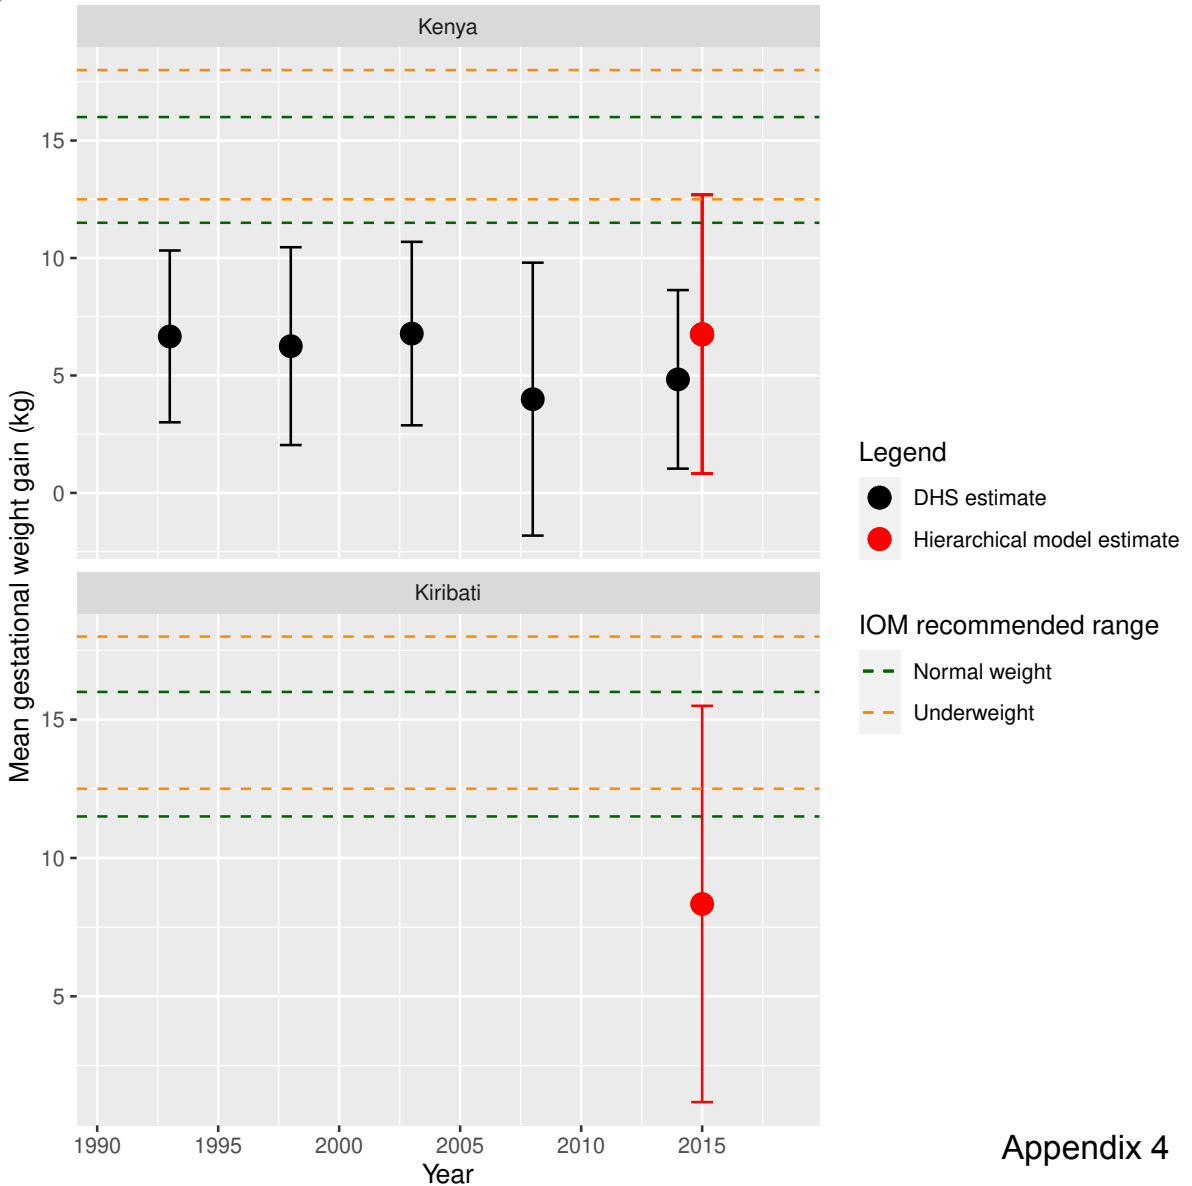 Kenya
15
10
5
0
Kiribati
15
10
5
1990 1995 2000 2005 2010 2015
Year
Mean gestational weight gain (kg)
Legend
DHS estimate
Hierarchical model estimate
IOM recommended range
Normal weight
Underweight
Appendix 4